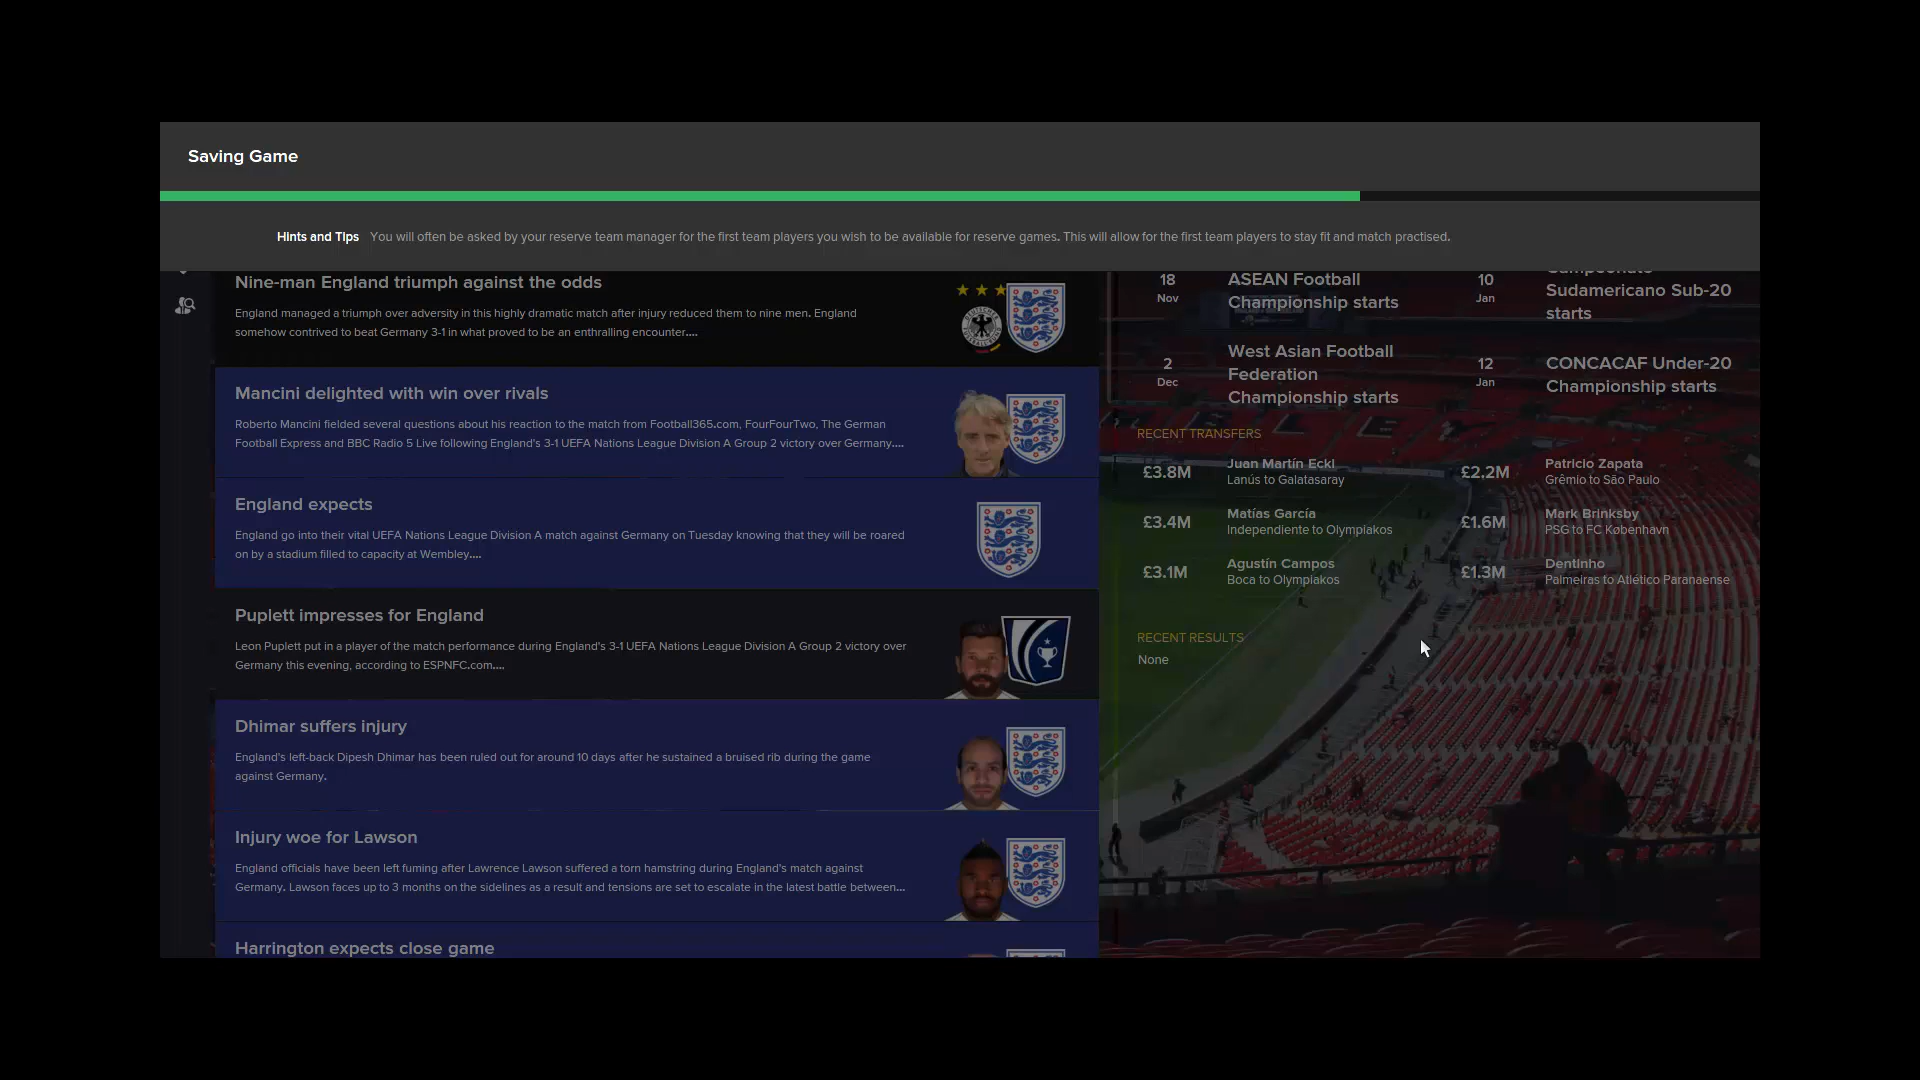 Saving Game
Hints and Tips You will often be asked by your reserve team manager for the first team players you wish to be available for reserve games. This will allow for the first team players to stay fit and match practised.
Nine-man England triumph against the odds
England managed a triumph over adversity in this highly dramatic match after injury reduced them to nine men. England
somehow contrived to beat Germany 3-1 in what proved to be an enthralling encounter....
Mancini delighted with win over rivals
Roberto Mancini fielded several questions about his reaction to the match from Football365.com, FourFourTwo, The German
Football Express and BBC Radio 5 Live following England's 3-1 UEFA Nations League Division A Group 2 victory over Germany....
England expects
England go into their vital UEFA Nations League Division A match against Germany on Tuesday knowing that they will be roared
on by a stadium filled to capacity at Wembley....
Puplett impresses for England
Leon Puplett put in a player of the match performance during England's 3-1 UEFA Nations League Division A Group 2 victory over
Germany this evening, according to ESPNFC.com....
Dhimar suffers injury
England's left-back Dipesh Dhimar has been ruled out for around 10 days after he sustained a bruised rib during the game
against Germany.
Injury woe for Lawson
England officials have been left fuming after Lawrence Lawson suffered a torn hamstring during England's match against
Germany. Lawson faces up to 3 months on the sidelines as a result and tensions are set to escalate in the latest battle between...
Harrington expects close game
18
Nov
ASEAN Football
Championship starts
10
Jan
Campeonato
Sudamericano Sub-20
starts
2
Dec
West Asian Football
Federation
Championship starts
12
Jan
CONCACAF Under-20
Championship starts
RECENT TRANSFERS
£3.8M
Juan Martín Eckl
Lanús to Galatasaray
£2.2M
Patricio Zapata
Grêmio to São Paulo
£3.4M
Matías García
Independiente to Olympiakos
£1.6M
Mark Brinksby
PSG to FC København
£3.1M
Agustín Campos
Boca to Olympiakos
£1.3M
Dentinho
Palmeiras to Atlético Paranaense
RECENT RESULTS
None